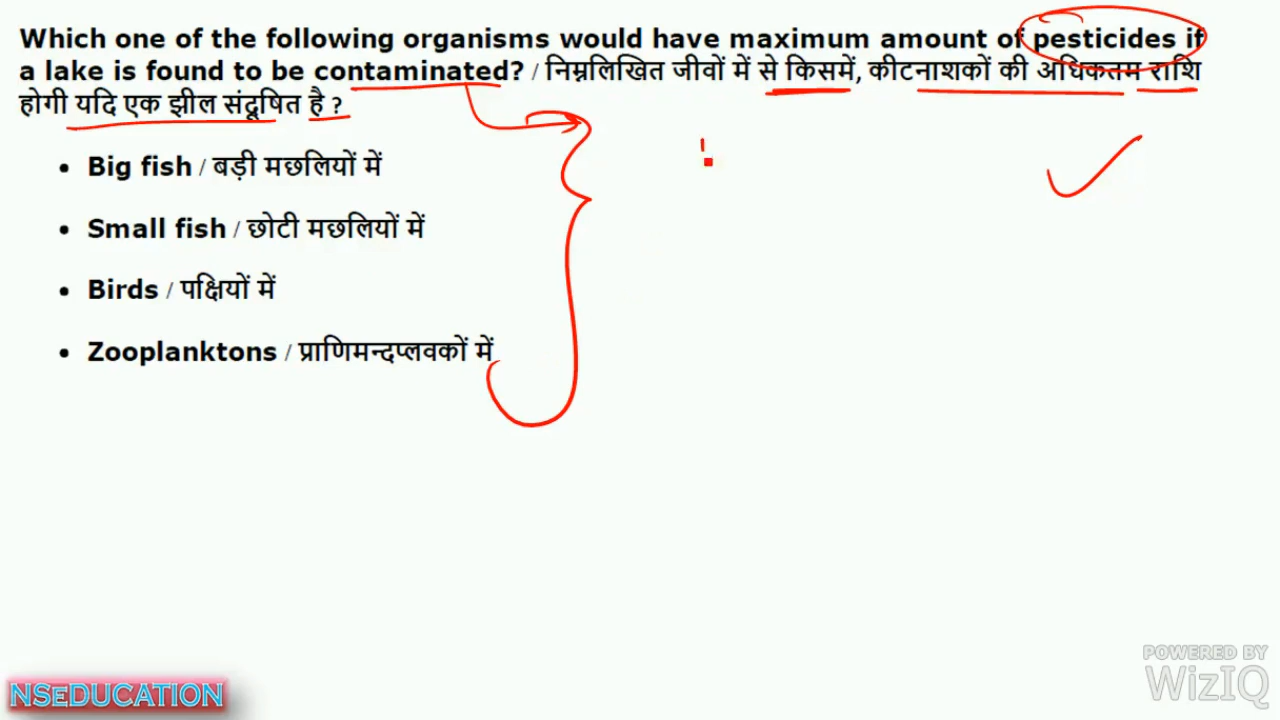 Which one of the following organisms would have maximum amount of pesticides if
a lake is found to be contaminated? / निम्नलिखित जीवों में से किसमें, कीटनाशकों की अधिकतम राशि
होगी यदि एक झील संदूषित है ?
• Big fish / बड़ी मछलियों में
• Small fish / छोटी मछलियों में
• Birds / पक्षियों में
• Zooplanktons / प्राणिमन्दप्लवकों में
NSEDUCATION
POWERED BY
WizIQ